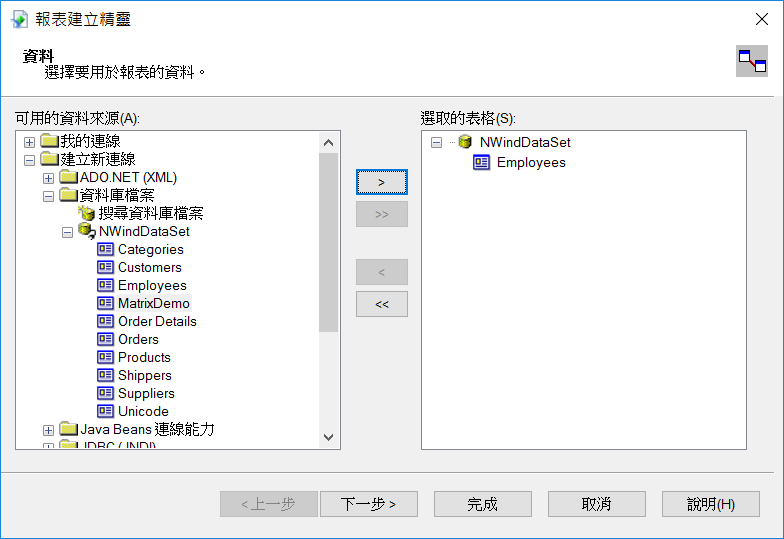 報表建立精靈
資料
選擇要用於報表的資料。
可用的資料來源(A):
我的連線
建立新連線
ADO.NET (XML)
資料庫檔案
搜尋資料庫檔案
NWindDataSet
Categories
Customers
Employees
MatrixDemo
Order Details
Orders
Products
Shippers
Suppliers
Unicode
Java Beans 連線能力
JDBC (JNDI)
>
>>
<
<<
選取的表格(S):
NWindDataSet
Employees
< 上一步
下一步 >
完成
取消
說明(H)